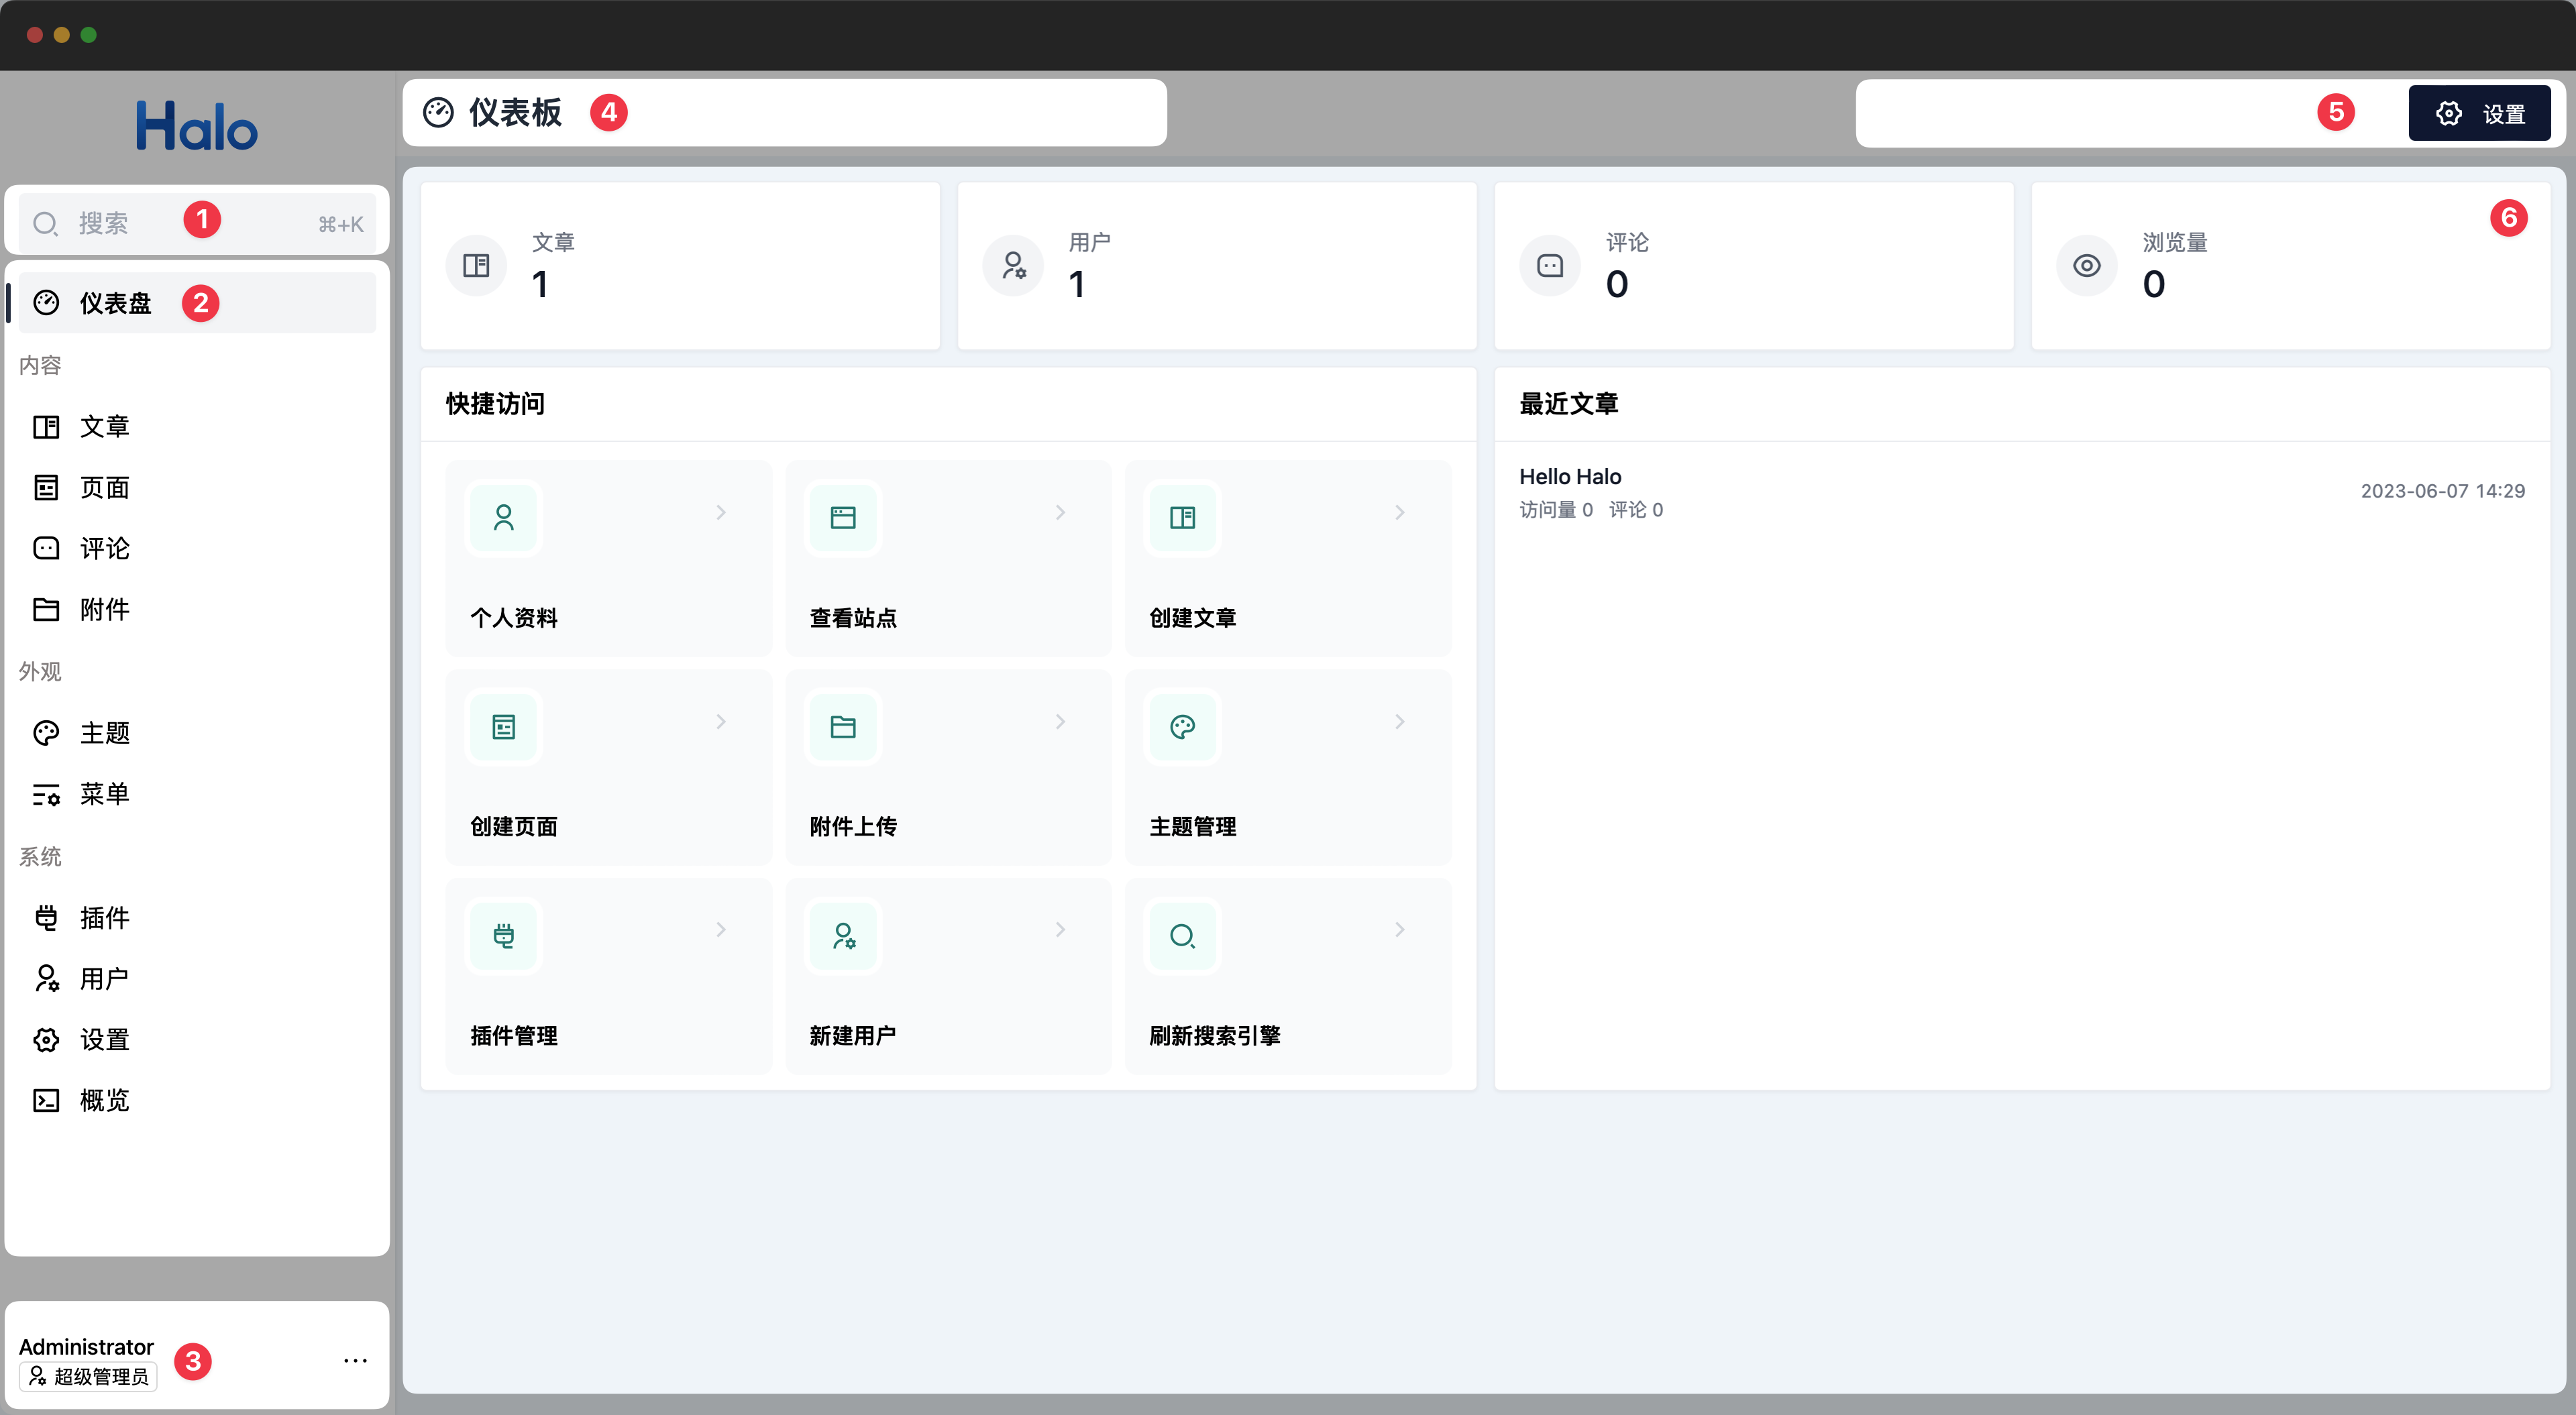 Halo
搜索 1 ⌘+K
仪表盘 2
内容
文章
页面
评论
附件
外观
主题
菜单
系统
插件
用户
设置
概览
Administrator
超级管理员
3
...
仪表板 4
5 设置
文章
1
用户
1
评论
0
浏览量
0
6
快捷访问
个人资料
查看站点
创建文章
创建页面
附件上传
主题管理
插件管理
新建用户
刷新搜索引擎
最近文章
Hello Halo
访问量 0 评论 0
2023-06-07 14:29